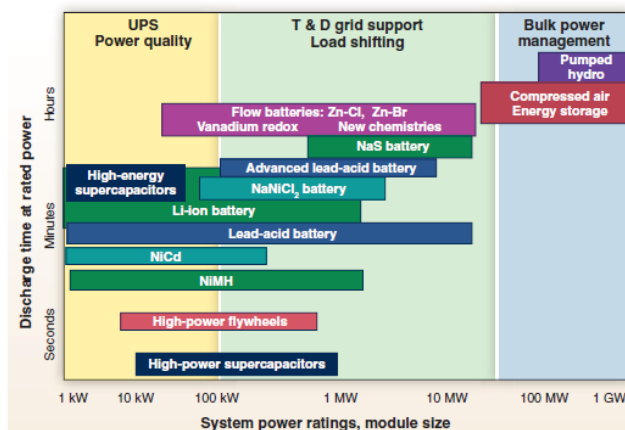 UPS
Power quality
T & D grid support
Load shifting
Bulk power
management
Pumped
hydro
Compressed air
Energy storage
Flow batteries: Zn-Cl, Zn-Br
Vanadium redox New chemistries
NaS battery
Advanced lead-acid battery
High-energy
supercapacitors
NaNiCl₂ battery
Li-ion battery
Lead-acid battery
NiCd
NiMH
High-power flywheels
High-power supercapacitors
Discharge time at rated power
Hours
Minutes
Seconds
1 kW 10 kW 100 kW 1 MW 10 MW 100 MW 1 GW
System power ratings, module size